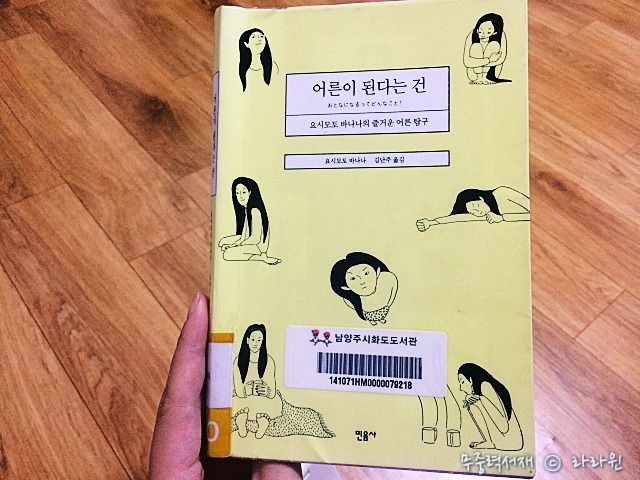 어른이 된다는 건
おとなになるってどんなこと?
요시모토 바나나의 즐거운 어른 탐구
요시모토 바나나 김난주 옮김
남양주시화도도서관
141071HM0000079218
민음사
무중력서재 © 라라윈